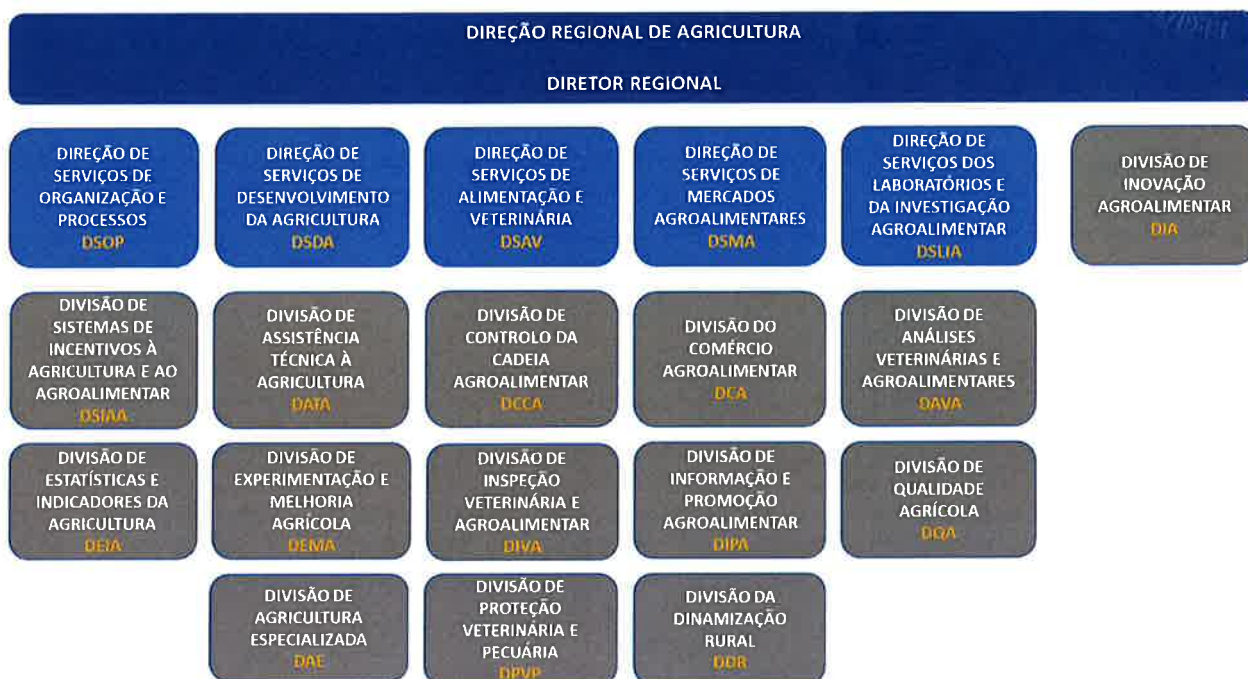 DIREÇÃO REGIONAL DE AGRICULTURA
DIRETOR REGIONAL
DIREÇÃO DE
SERVIÇOS DE
ORGANIZAÇÃO E
PROCESSOS
DSOP
DIREÇÃO DE
SERVIÇOS DE
DESENVOLVIMENTO
DA AGRICULTURA
DSDA
DIREÇÃO DE
SERVIÇOS DE
ALIMENTAÇÃO E
VETERINÁRIA
DSAV
DIREÇÃO DE
SERVIÇOS DE
MERCADOS
AGROALIMENTARES
DSMA
DIREÇÃO DE
SERVIÇOS DOS
LABORATÓRIOS E
DA INVESTIGAÇÃO
AGROALIMENTAR
DSLIA
DIVISÃO DE
INOVAÇÃO
AGROALIMENTAR
DIA
DIVISÃO DE
SISTEMAS DE
INCENTIVOS À
AGRICULTURA E AO
AGROALIMENTAR
DSIAA
DIVISÃO DE
ASSISTÊNCIA
TÉCNICA À
AGRICULTURA
DATA
DIVISÃO DE
CONTROLO DA
CADEIA
AGROALIMENTAR
DCCA
DIVISÃO DO
COMÉRCIO
AGROALIMENTAR
DCA
DIVISÃO DE
ANÁLISES
VETERINÁRIAS E
AGROALIMENTARES
DAVA
DIVISÃO DE
ESTATÍSTICAS E
INDICADORES DA
AGRICULTURA
DEIA
DIVISÃO DE
EXPERIMENTAÇÃO E
MELHORIA
AGRÍCOLA
DEMA
DIVISÃO DE
INSPEÇÃO
VETERINÁRIA E
AGROALIMENTAR
DIVA
DIVISÃO DE
INFORMAÇÃO E
PROMOÇÃO
AGROALIMENTAR
DIPA
DIVISÃO DE
QUALIDADE
AGRÍCOLA
DQA
DIVISÃO DE
AGRICULTURA
ESPECIALIZADA
DAE
DIVISÃO DE
PROTEÇÃO
VETERINÁRIA E
PECUÁRIA
DPVP
DIVISÃO DA
DINAMIZAÇÃO
RURAL
DDR